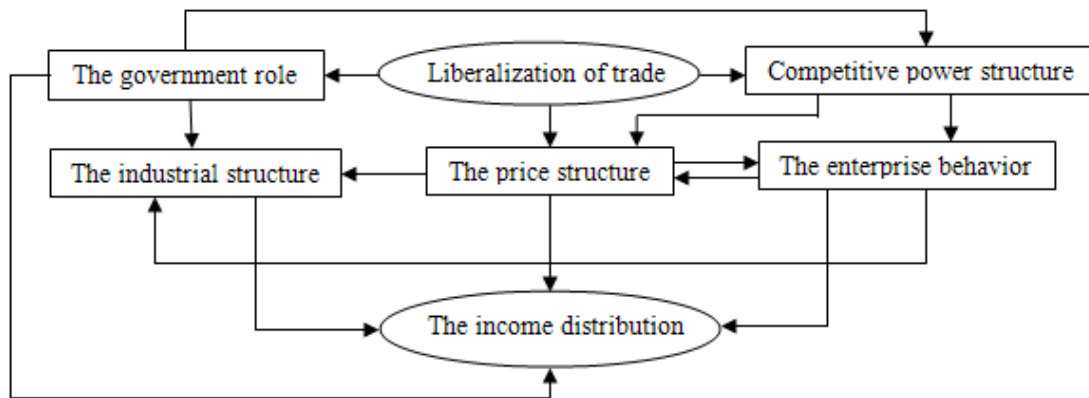 The government role
Liberalization of trade
Competitive power structure
The industrial structure
The price structure
The enterprise behavior
The income distribution